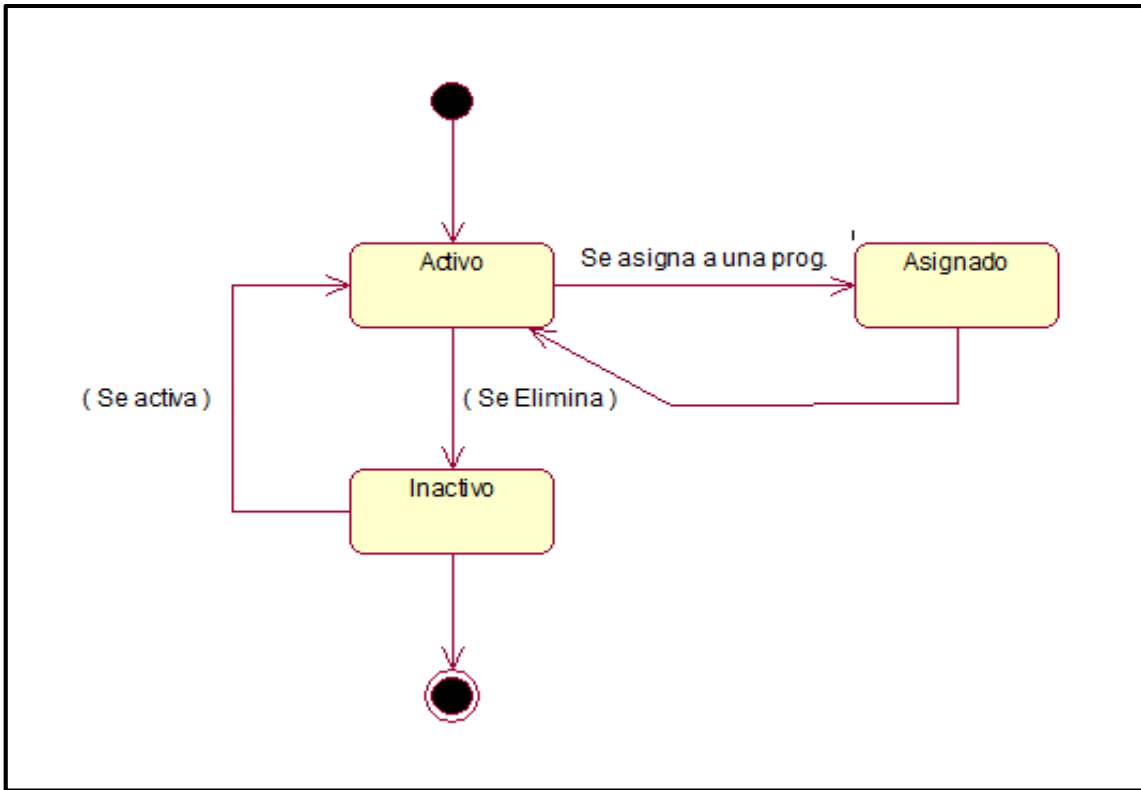 Activo
Se asigna a una prog.
Asignado
( Se activa )
( Se Elimina )
Inactivo